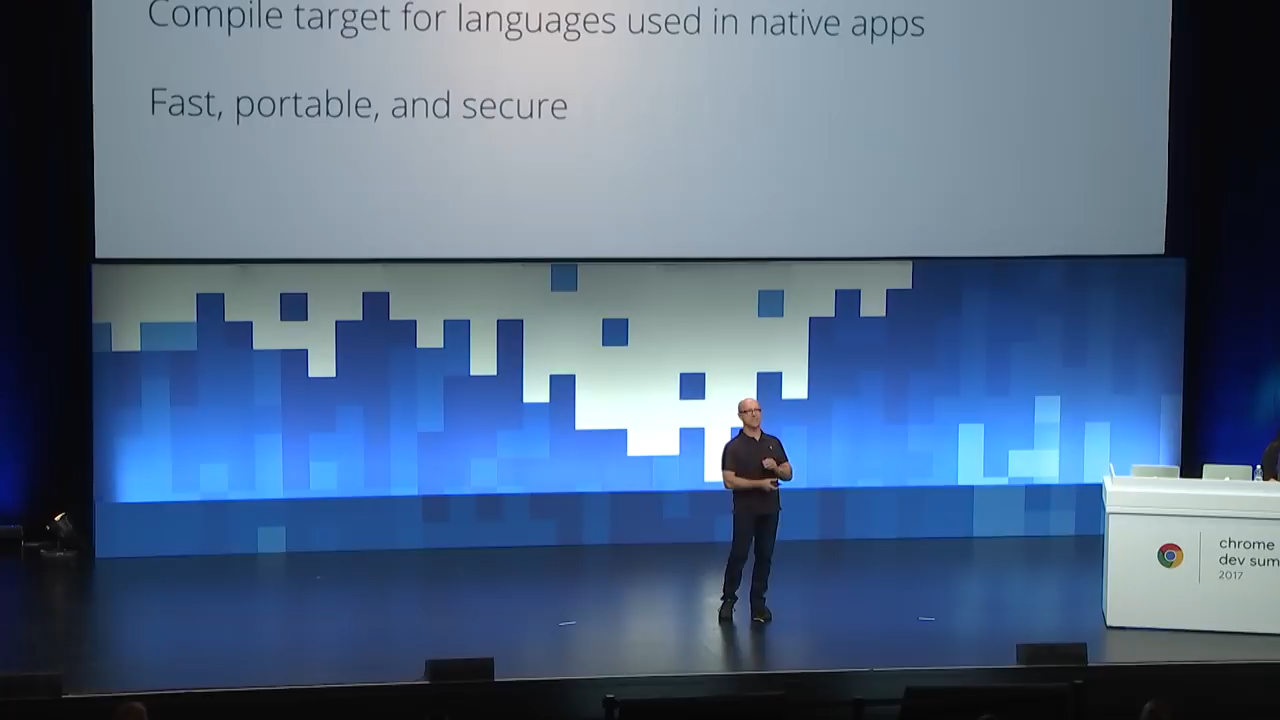 Compile target for languages used in native apps
Fast, portable, and secure
chrome
dev sum
2017